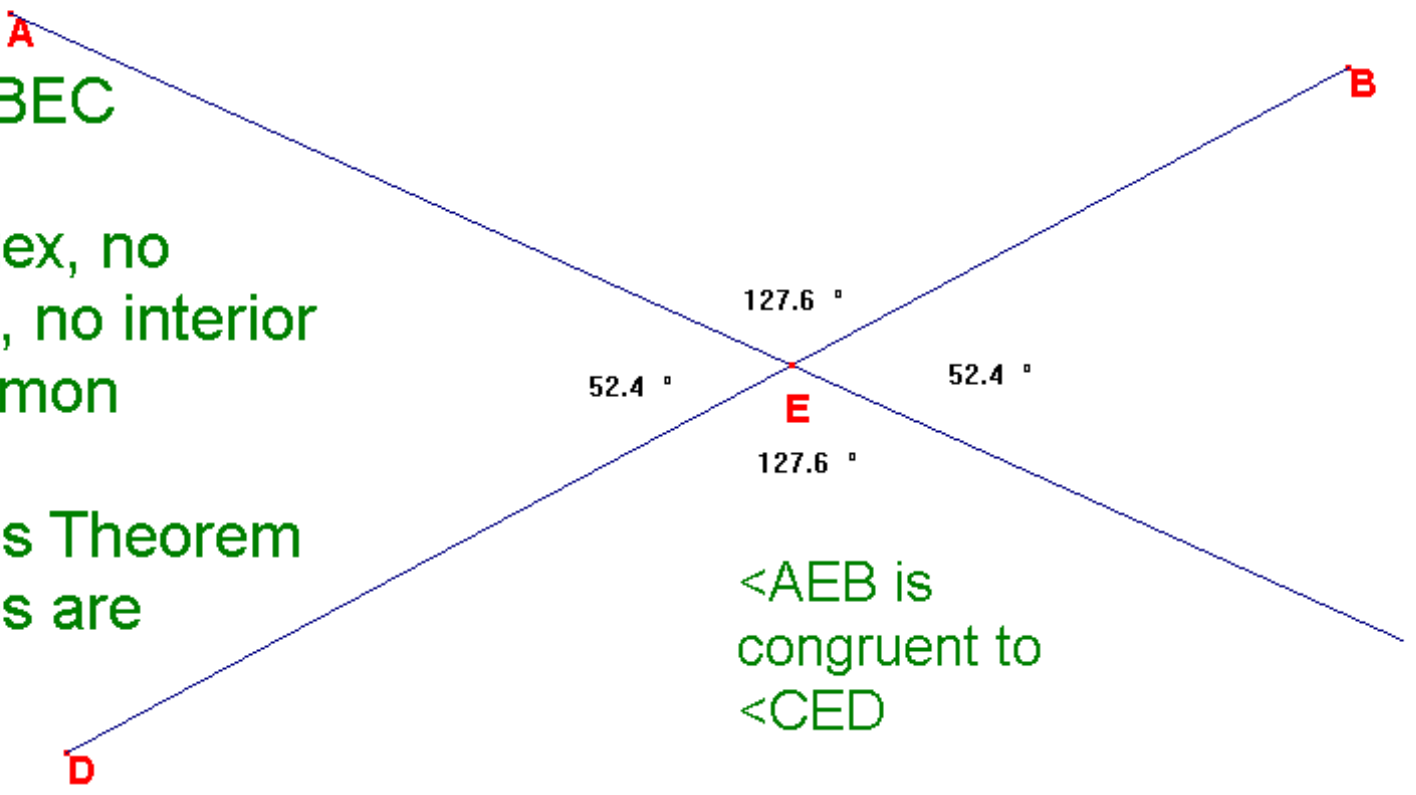 A
B
BEC
ex, no
, no interior
mon
127.6 °
52.4 °
52.4 °
E
127.6 °
s Theorem
s are
<AEB is
congruent to
<CED
D